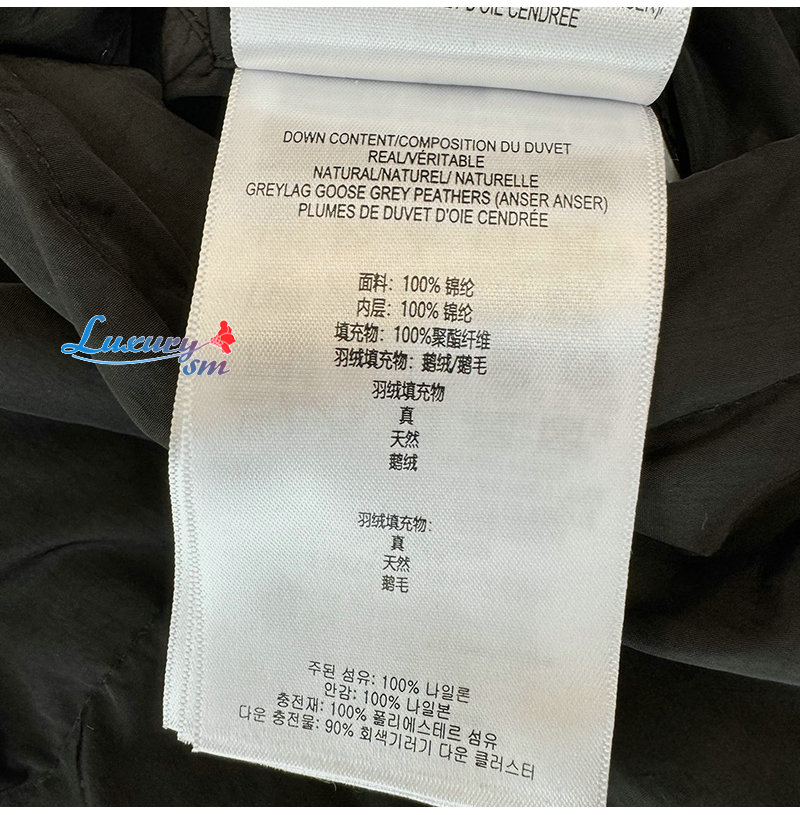 D'OIE CENDRÉE
DOWN CONTENT/COMPOSITION DU DUVET
REAL/VÉRITABLE
NATURAL/NATUREL/ NATURELLE
GREYLAG GOOSE GREY PEATHERS (ANSER ANSER)
PLUMES DE DUVET D'OIE CENDRÉE
面料：100% 锦纶
内层：100% 锦纶
填充物：100%聚酯纤维
羽绒填充物：鹅绒/鹅毛
羽绒填充物
真
天然
鹅绒
羽绒填充物：
真
天然
鹅毛
주된 섬유: 100% 나일론
안감: 100% 나일본
충전재: 100% 폴리에스테르 섬유
다운 충전물: 90% 회색기러기 다운 클러스터
Luxury
sm